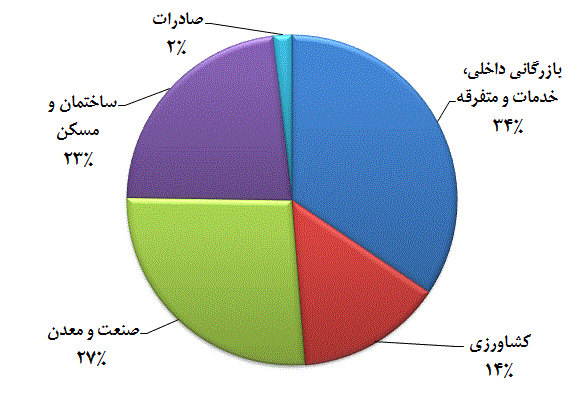 صادرات
۲%
بازرگانی داخلی،
خدمات و متفرقه
۳۴%
ساختمان و
مسکن
۲۳%
صنعت و معدن
۲۷%
کشاورزی
۱۴%